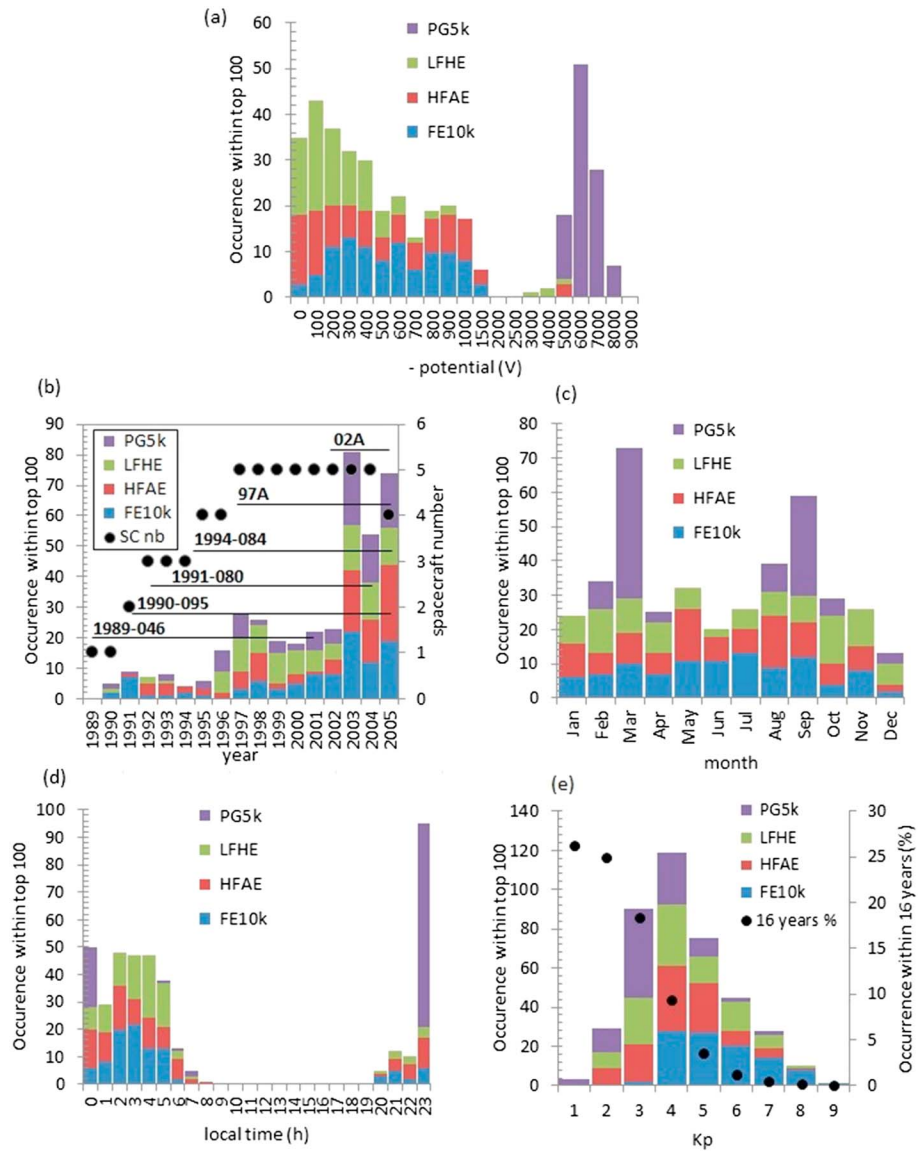 (a)
Occurence within top 100
60
50
40
30
20
10
0
PG5k
LFHE
HFAE
FE10k
0 100 200 300 400 500 600 700 800 900 1000 1500 2000 2500 3000 4000 5000 6000 7000 8000 9000
- potential (V)
(b)
Occurence within top 100
90
80
70
60
50
40
30
20
10
0
PG5k
LFHE
HFAE
FE10k
SC nb
02A
97A
1994-084
1991-080
1990-095
1989-046
6
5
4
3
2
1
0
spacecraft number
1989 1990 1991 1992 1993 1994 1995 1996 1997 1998 1999 2000 2001 2002 2003 2004 2005
year
(c)
Occurence within top 100
80
70
60
50
40
30
20
10
0
PG5k
LFHE
HFAE
FE10k
Jan Feb Mar Apr May Jun Jul Aug Sep Oct Nov Dec
month
(d)
Occurence within top 100
100
90
80
70
60
50
40
30
20
10
0
PG5k
LFHE
HFAE
FE10k
0 1 2 3 4 5 6 7 8 9 10 11 12 13 14 15 16 17 18 19 20 21 22 23
local time (h)
(e)
Occurence within top 100
140
120
100
80
60
40
20
0
PG5k
LFHE
HFAE
FE10k
16 years %
30
25
20
15
10
5
0
Occurrence within 16 years (%)
1 2 3 4 5 6 7 8 9
Kp